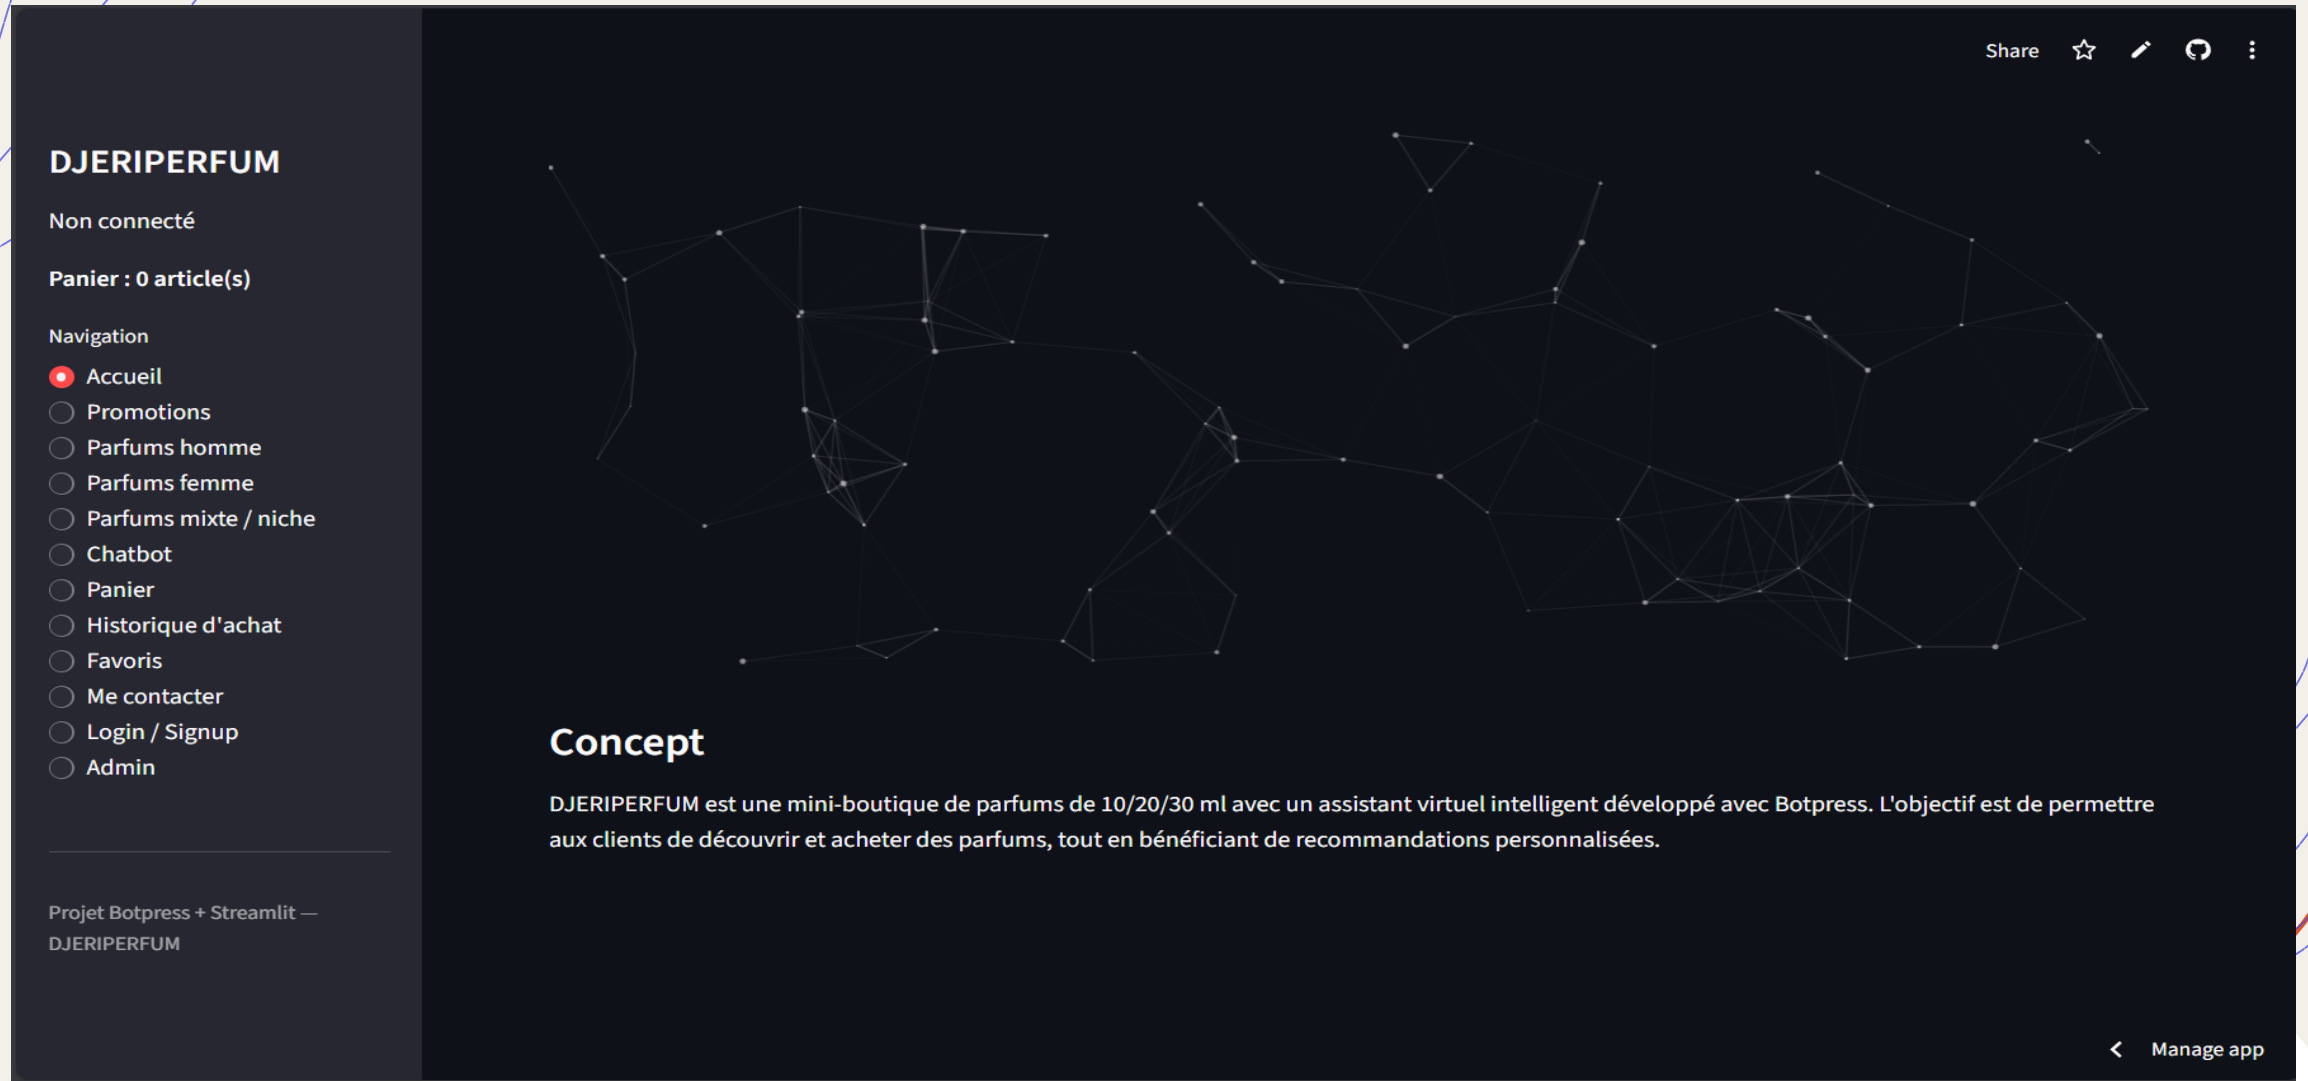 Share
DJERIPERFUM
Non connecté
Panier : 0 article(s)
Navigation
Accueil
Promotions
Parfums homme
Parfums femme
Parfums mixte / niche
Chatbot
Panier
Historique d'achat
Favoris
Me contacter
Login / Signup
Admin
Projet Botpress + Streamlit —
DJERIPERFUM
Concept
DJERIPERFUM est une mini-boutique de parfums de 10/20/30 ml avec un assistant virtuel intelligent développé avec Botpress. L'objectif est de permettre
aux clients de découvrir et acheter des parfums, tout en bénéficiant de recommandations personnalisées.
Manage app